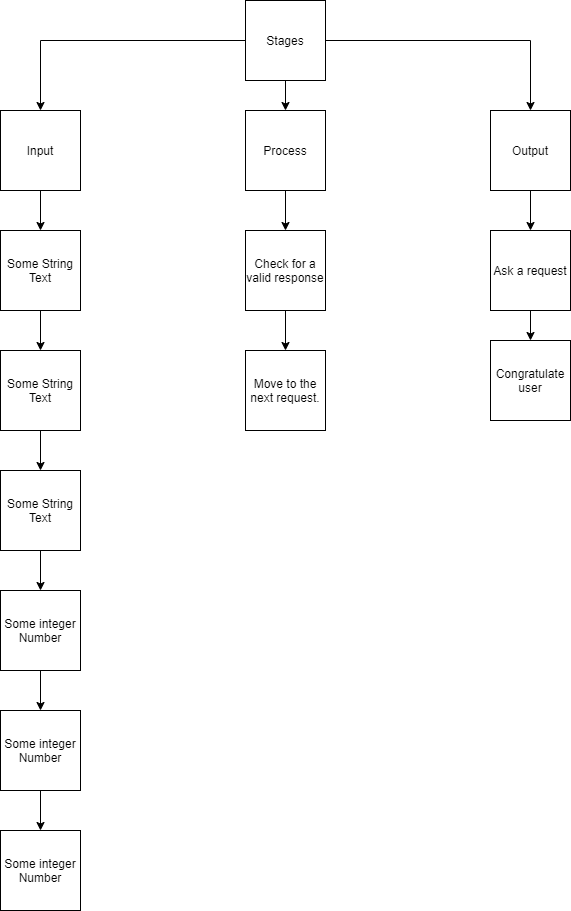 Stages
Input
Process
Output
Some String
Text
Check for a
valid response
Ask a request
Some String
Text
Move to the
next request.
Congratulate
user
Some String
Text
Some integer
Number
Some integer
Number
Some integer
Number